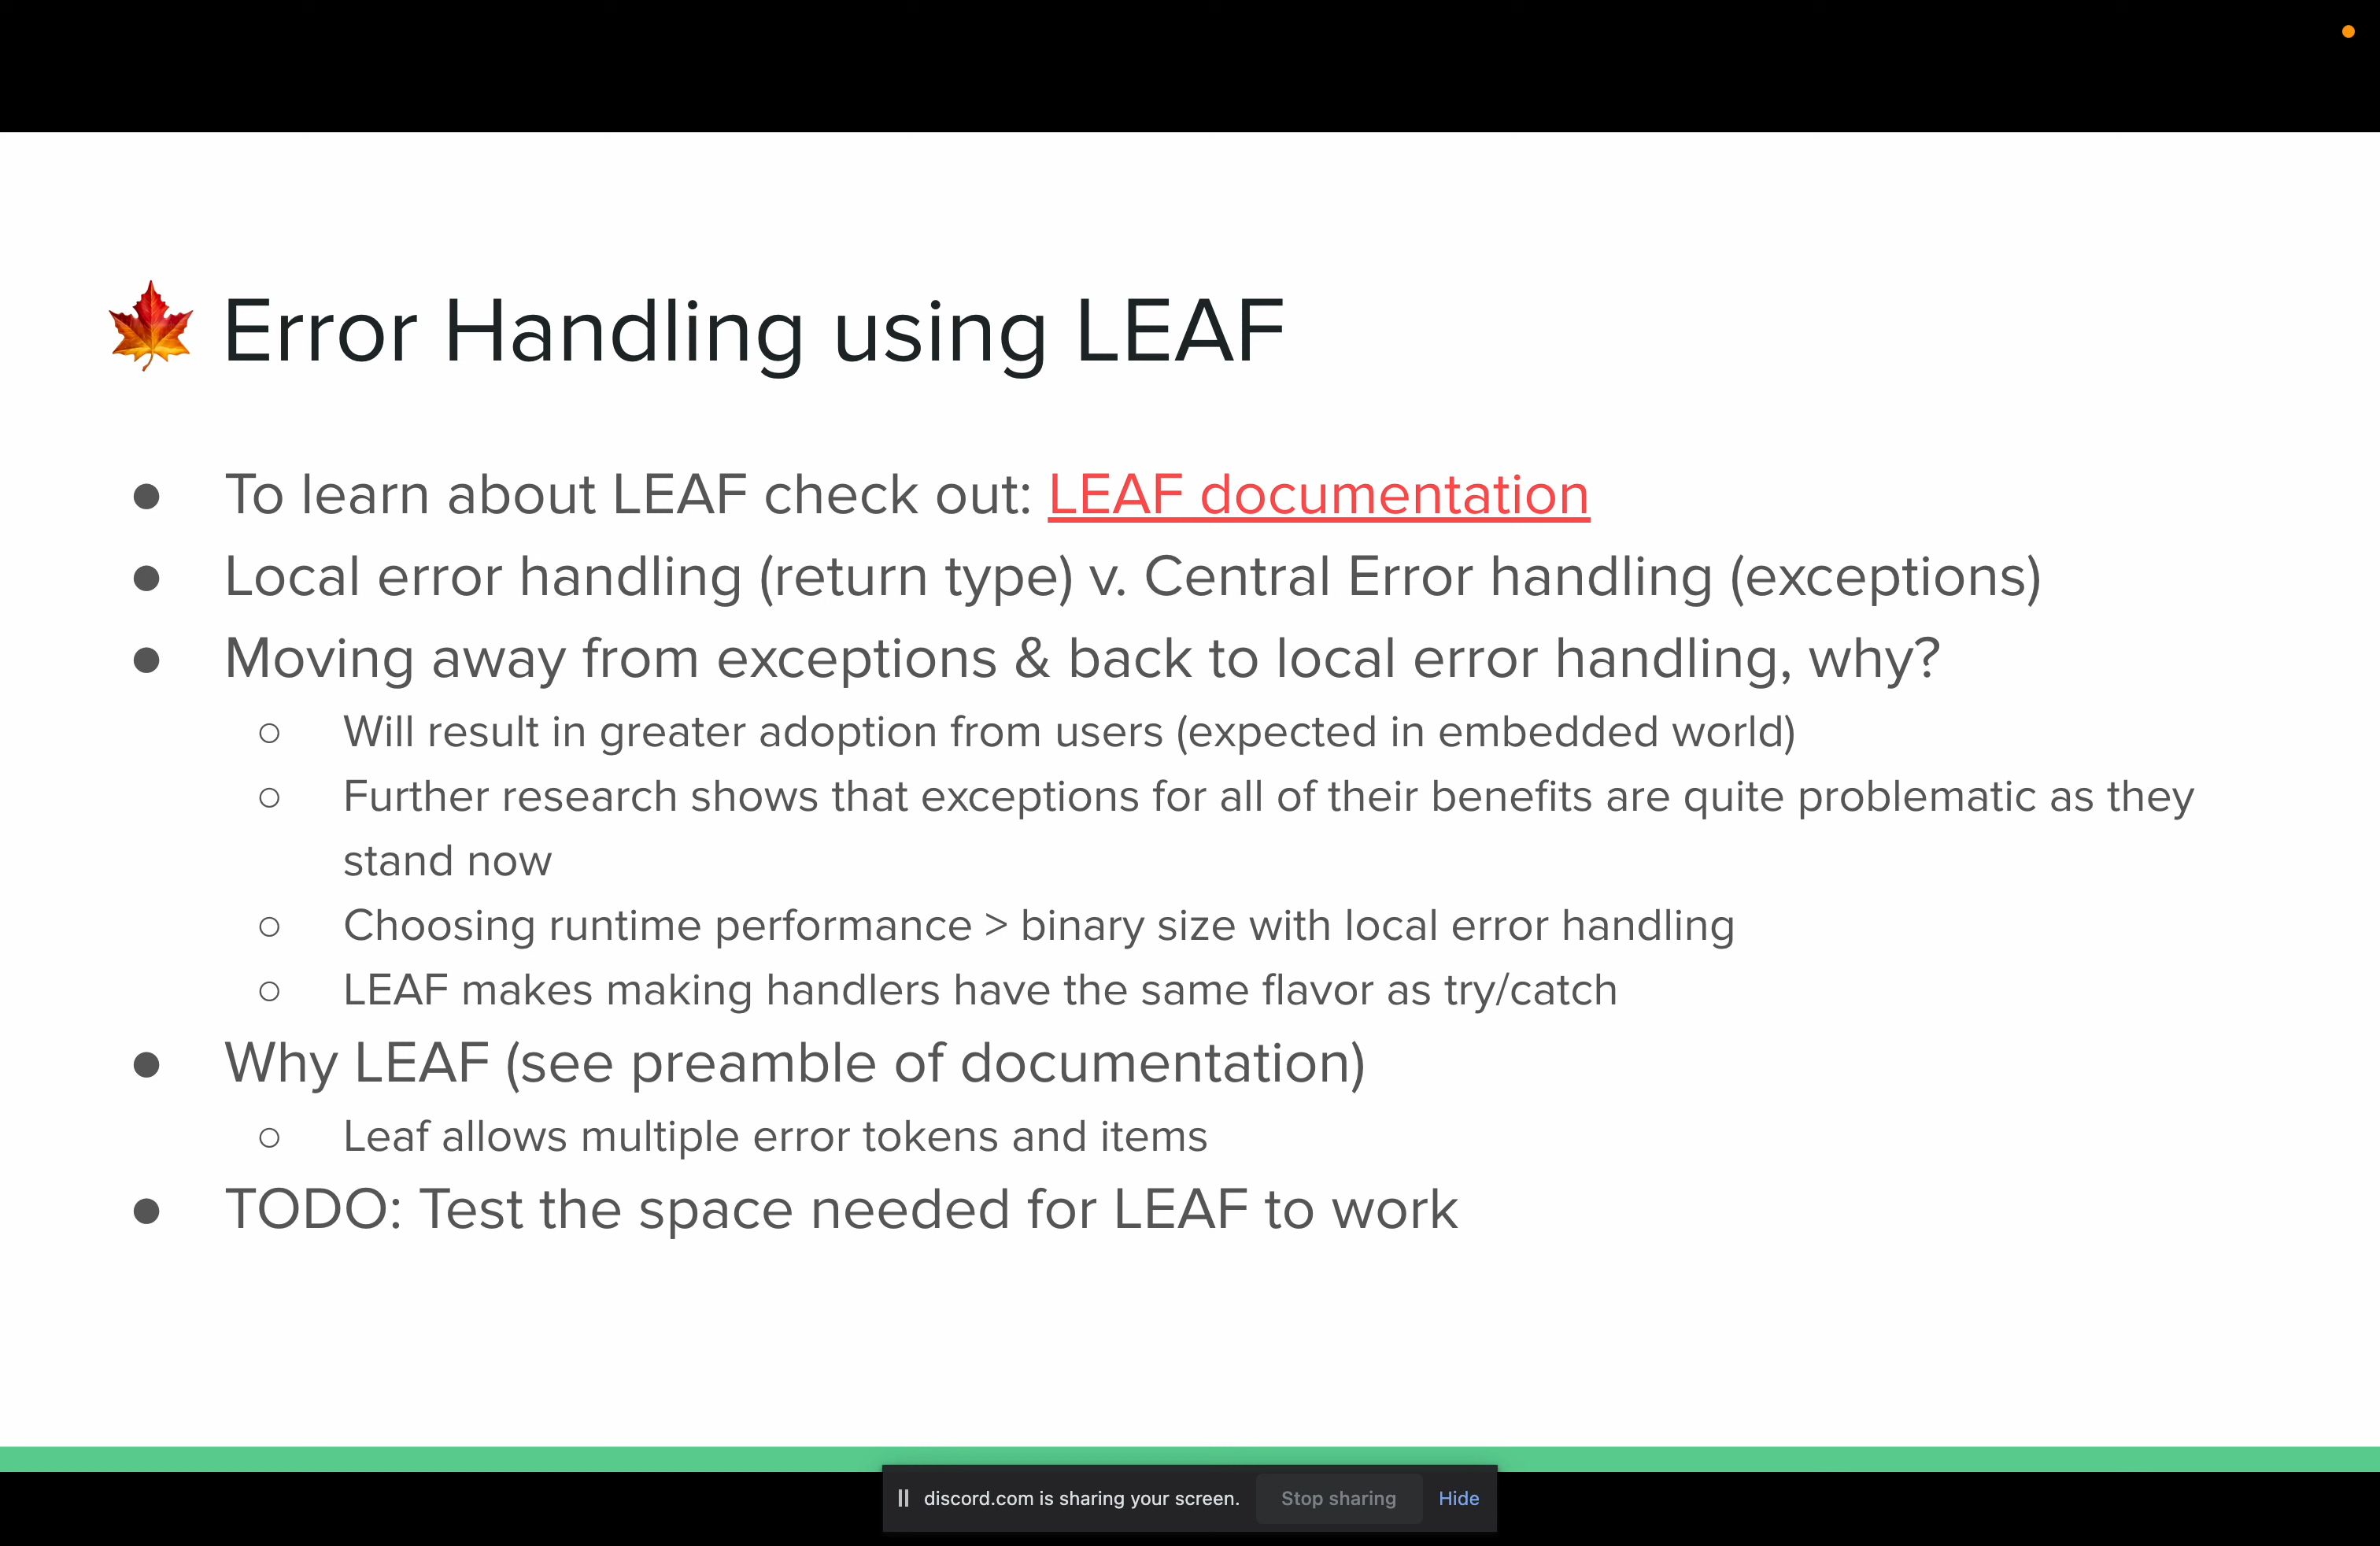 Error Handling using LEAF
● To learn about LEAF check out: LEAF documentation
● Local error handling (return type) v. Central Error handling (exceptions)
● Moving away from exceptions & back to local error handling, why?
○ Will result in greater adoption from users (expected in embedded world)
○ Further research shows that exceptions for all of their benefits are quite problematic as they
stand now
○ Choosing runtime performance > binary size with local error handling
○ LEAF makes making handlers have the same flavor as try/catch
● Why LEAF (see preamble of documentation)
○ Leaf allows multiple error tokens and items
● TODO: Test the space needed for LEAF to work
discord.com is sharing your screen. Stop sharing Hide